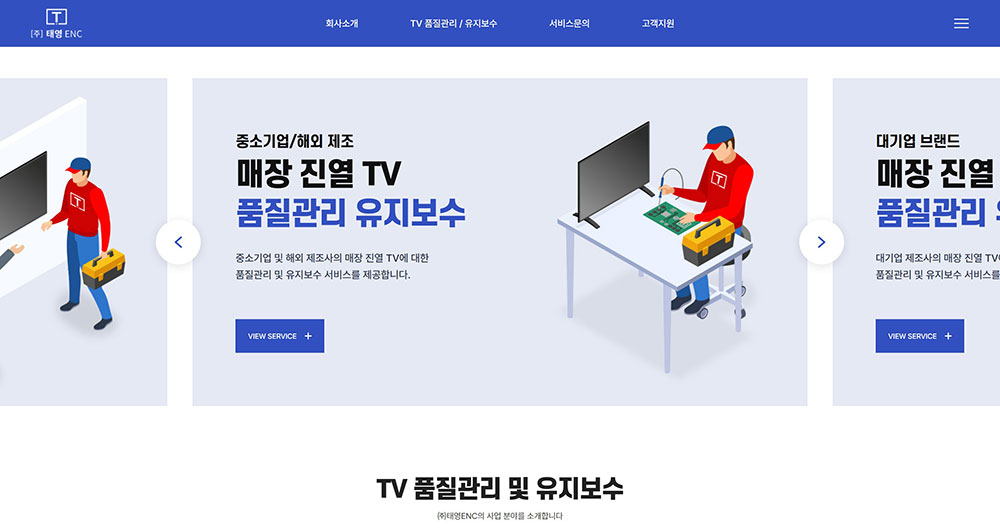 T
[주] 태영 ENC
회사소개
TV 품질관리 / 유지보수
서비스문의
고객지원
중소기업/해외 제조
매장 진열 TV
품질관리 유지보수
중소기업 및 해외 제조사의 매장 진열 TV에 대한
품질관리 및 유지보수 서비스를 제공합니다.
VIEW SERVICE +
T
T
대기업 브랜드
매장 진열
품질관리
대기업 제조사의 매장 진열 TV
품질관리 및 유지보수 서비스를
VIEW SERVICE +
TV 품질관리 및 유지보수
㈜태영ENC의 사업 분야를 소개합니다